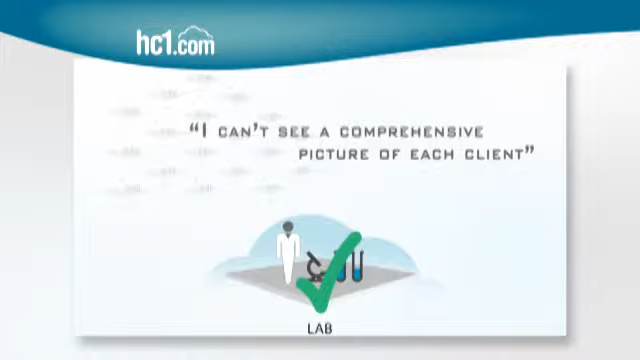 hc1.com
“I CAN’T SEE A COMPREHENSIVE
PICTURE OF EACH CLIENT”
LAB